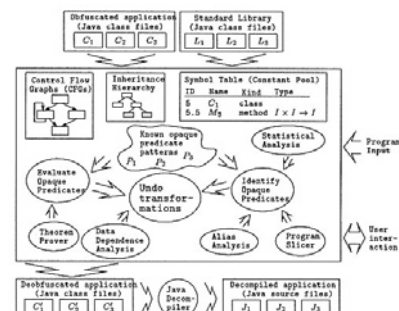 Obfuscated application
(Java class files)
C1 C2 C3
Standard Library
(Java class files)
L1 L2 L3
Control Flow
Graphs (CFGs)
Inheritance
Hierarchy
Symbol Table (Constant Pool)
ID Name Kind Type
5 C1 class
5.5 M5 method I × I → I
Known opaque
predicate
patterns
P1 P2 P3
Statistical
Analysis
Program
Input
Evaluate
Opaque
Predicates
Undo
transfor-
mations
Identify
Opaque
Predicates
Theorem
Prover
Data
Dependence
Analysis
Alias
Analysis
Program
Slicer
User
inter-
action
Deobfuscated application
(Java class files)
C'1 C'2 C'3
Java
Decom-
piler
Decompiled application
(Java source files)
J1 J2 J3